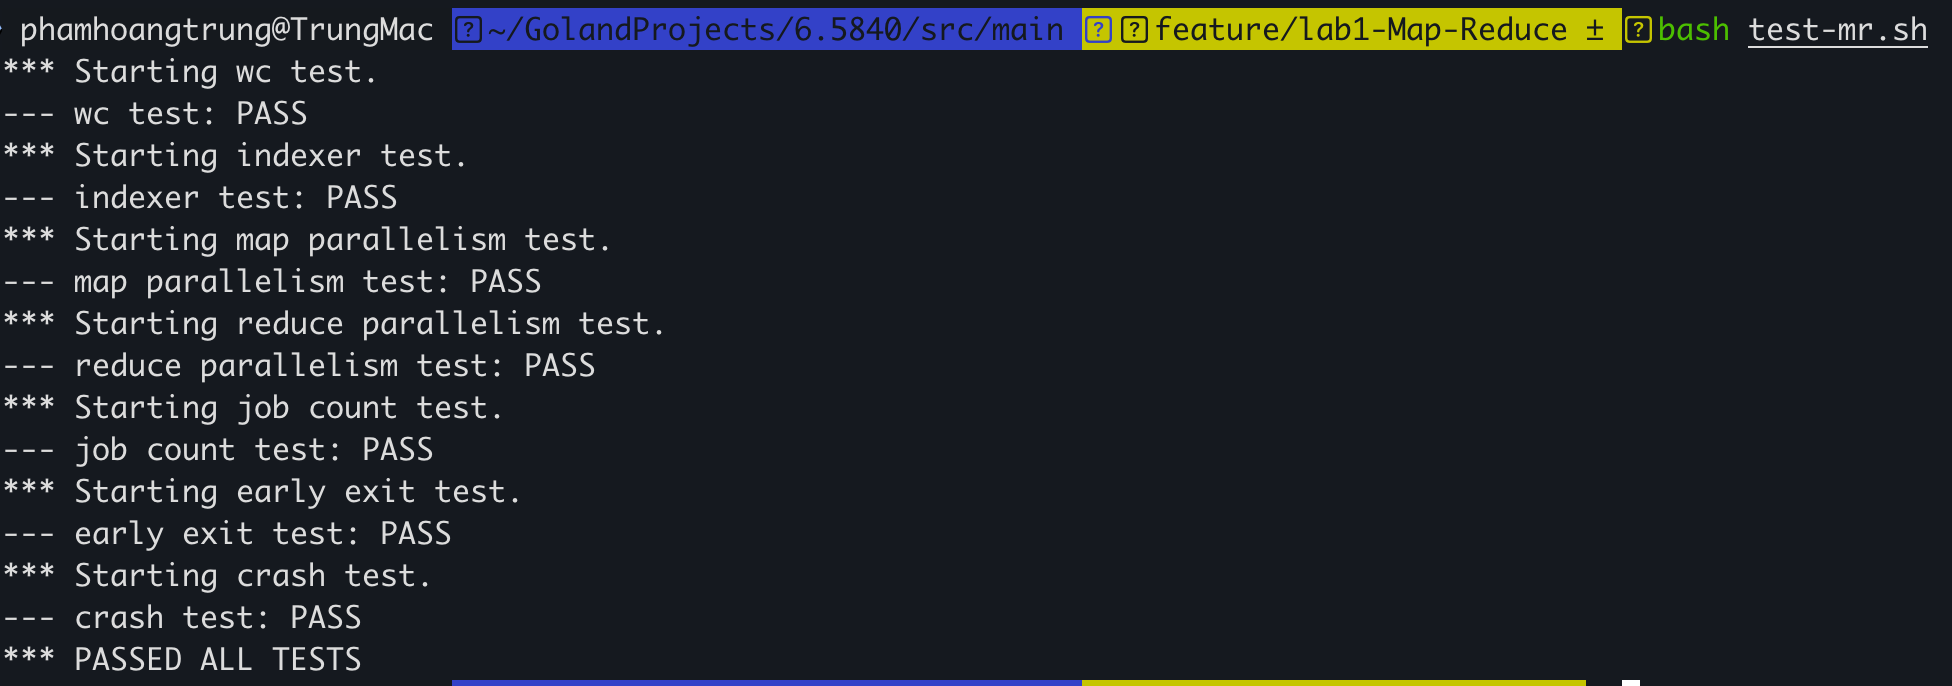 phamhoangtrung@TrungMac ~/GolandProjects/6.5840/src/main feature/lab1-Map-Reduce ± bash test-mr.sh
*** Starting wc test.
--- wc test: PASS
*** Starting indexer test.
--- indexer test: PASS
*** Starting map parallelism test.
--- map parallelism test: PASS
*** Starting reduce parallelism test.
--- reduce parallelism test: PASS
*** Starting job count test.
--- job count test: PASS
*** Starting early exit test.
--- early exit test: PASS
*** Starting crash test.
--- crash test: PASS
*** PASSED ALL TESTS